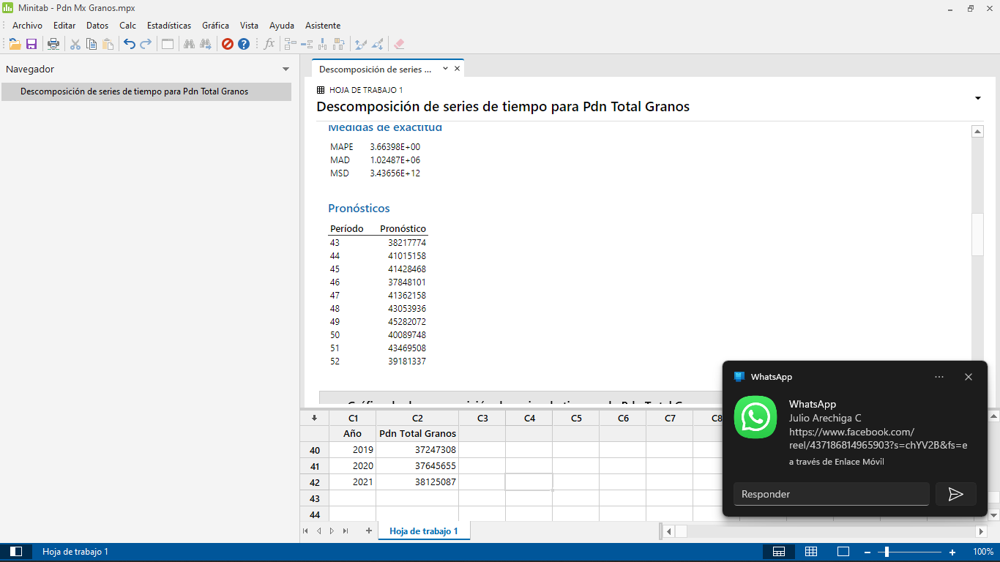 Minitab - Pdn Mx Granos.mpx
Archivo Editar Datos Calc Estadísticas Gráfica Vista Ayuda Asistente
Navegador
Descomposición de series de tiempo para Pdn Total Granos
Descomposición de series ...
HOJA DE TRABAJO 1
Descomposición de series de tiempo para Pdn Total Granos
Medidas de exactitud
MAPE 3.66398E+00
MAD 1.02487E+06
MSD 3.43656E+12
Pronósticos
Período Pronóstico
43 38217774
44 41015158
45 41428468
46 37848101
47 41362158
48 43053936
49 45282072
50 40089748
51 43469508
52 39181337
C1 C2 C3 C4 C5 C6 C7 C8
Año Pdn Total Granos
40 2019 37247308
41 2020 37645655
42 2021 38125087
43
44
Hoja de trabajo 1
WhatsApp
WhatsApp
Julio Arechiga C
https://www.facebook.com/
reel/437186814965903?s=chYV2B&fs=e
a través de Enlace Móvil
Responder
Hoja de trabajo 1
100%